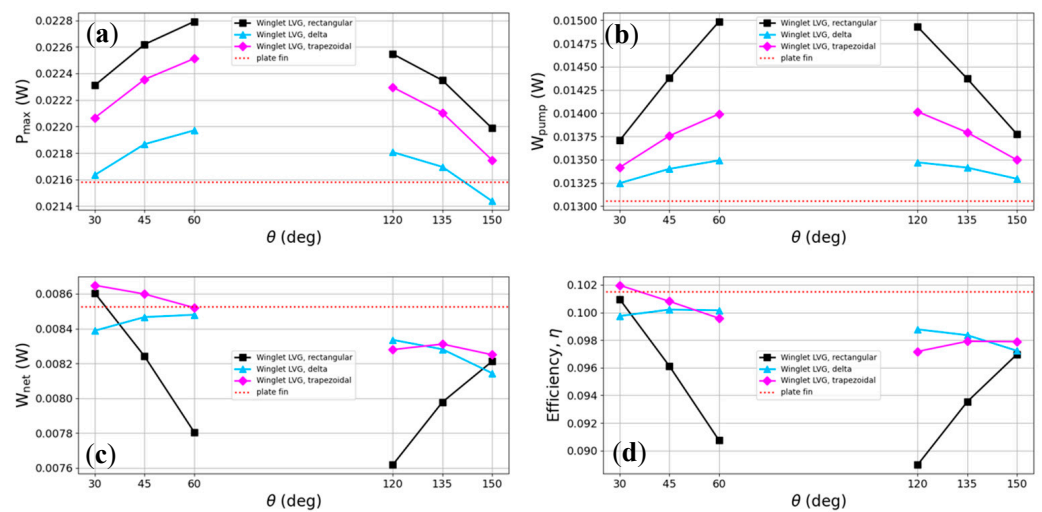 (a)
P_max (W)
0.0228
0.0226
0.0224
0.0222
0.0220
0.0218
0.0216
0.0214
Winglet LVG, rectangular
Winglet LVG, delta
Winglet LVG, trapezoidal
plate fin
30 45 60 120 135 150
θ (deg)
(b)
W_pump (W)
0.01500
0.01475
0.01450
0.01425
0.01400
0.01375
0.01350
0.01325
0.01300
Winglet LVG, rectangular
Winglet LVG, delta
Winglet LVG, trapezoidal
plate fin
30 45 60 120 135 150
θ (deg)
(c)
W_net (W)
0.0086
0.0084
0.0082
0.0080
0.0078
0.0076
Winglet LVG, rectangular
Winglet LVG, delta
Winglet LVG, trapezoidal
plate fin
30 45 60 120 135 150
θ (deg)
(d)
Efficiency, η
0.102
0.100
0.098
0.096
0.094
0.092
0.090
Winglet LVG, rectangular
Winglet LVG, delta
Winglet LVG, trapezoidal
plate fin
30 45 60 120 135 150
θ (deg)